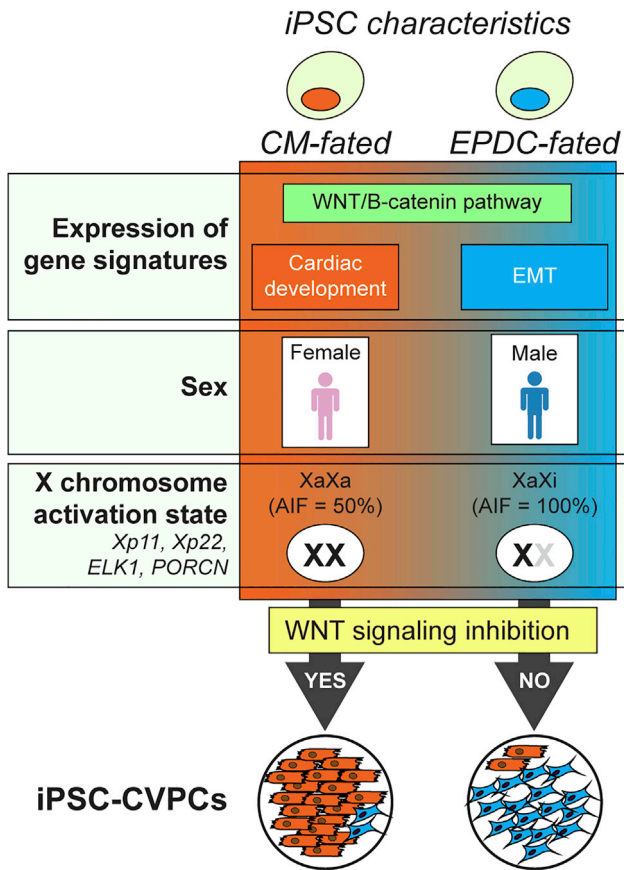 iPSC characteristics
CM-fated
EPDC-fated
Expression of
gene signatures
WNT/B-catenin pathway
Cardiac
development
EMT
Sex
Female
Male
X chromosome
activation state
Xp11, Xp22,
ELK1, PORCN
XaXa
(AIF = 50%)
XX
XaXi
(AIF = 100%)
XX
WNT signaling inhibition
YES
NO
iPSC-CVPCs